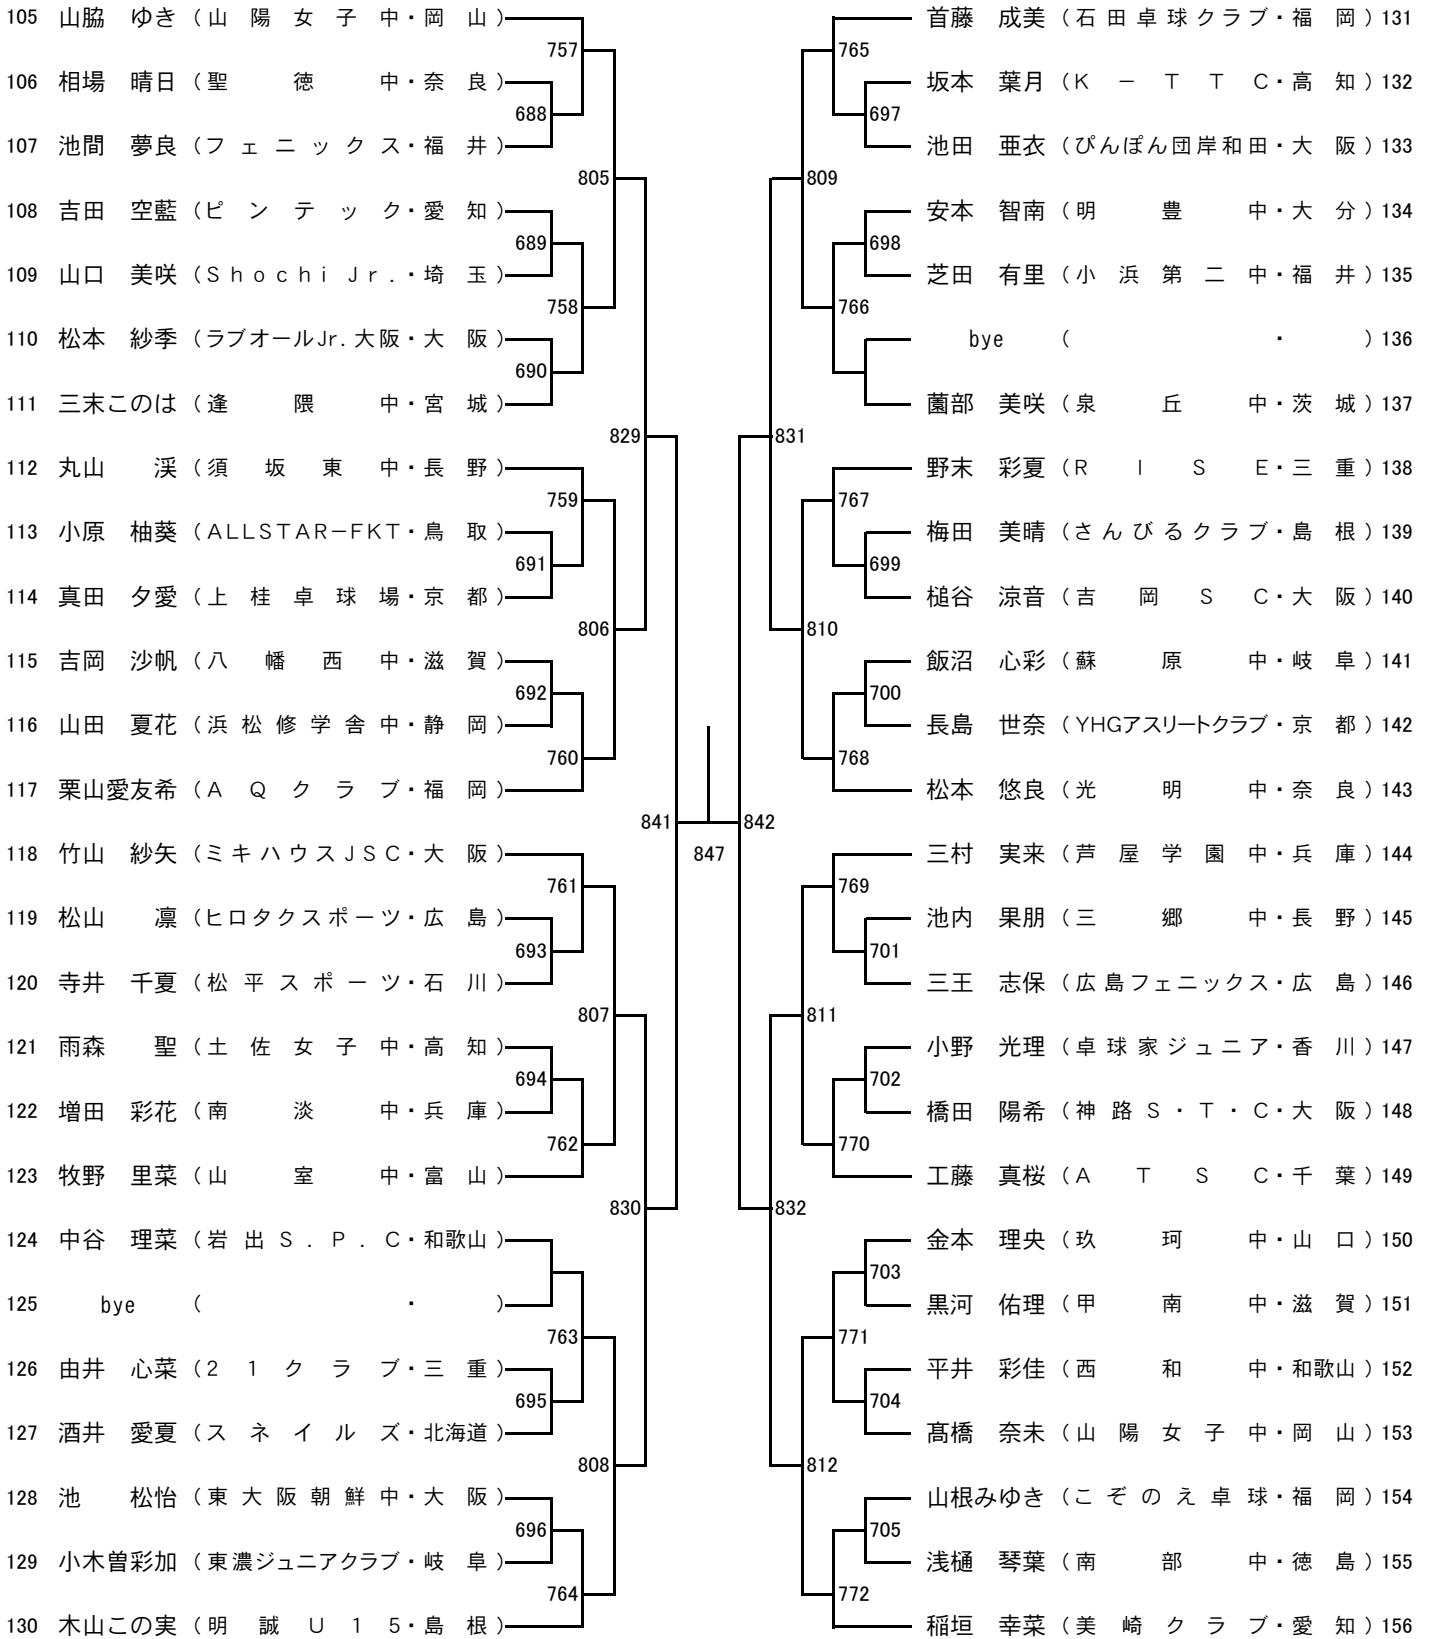 105 山脇 ゆき (山陽女子中・岡山)
757
106 相場 晴日 (聖徳中・奈良)
688
107 池間 夢良 (フェニックス・福井)
805
108 吉田 空藍 (ピンテック・愛知)
689
109 山口 美咲 (Shochi Jr.・埼玉)
758
110 松本 紗季 (ラブオールJr.大阪・大阪)
690
111 三末このは (逢隈中・宮城)
829
112 丸山 渓 (須坂東中・長野)
759
113 小原 柚葵 (ALLSTAR－FKT・鳥取)
691
114 真田 夕愛 (上桂卓球場・京都)
806
115 吉岡 沙帆 (八幡西中・滋賀)
692
116 山田 夏花 (浜松修学舎中・静岡)
760
117 栗山愛友希 (AQクラブ・福岡)
841
118 竹山 紗矢 (ミキハウスJSC・大阪)
761
119 松山 凛 (ヒロタクスポーツ・広島)
693
120 寺井 千夏 (松平スポーツ・石川)
807
121 雨森 聖 (土佐女子中・高知)
694
122 増田 彩花 (南淡中・兵庫)
762
123 牧野 里菜 (山室中・富山)
830
124 中谷 理菜 (岩出S.P.C・和歌山)
125 bye ( ・ )
763
126 由井 心菜 (21クラブ・三重)
695
127 酒井 愛夏 (スネイルズ・北海道)
808
128 池 松怡 (東大阪朝鮮中・大阪)
696
129 小木曽彩加 (東濃ジュニアクラブ・岐阜)
764
130 木山この実 (明誠U15・島根)
847
首藤 成美 (石田卓球クラブ・福岡) 131
765
坂本 葉月 (K－TTC・高知) 132
697
池田 亜衣 (ぴんぽん団岸和田・大阪) 133
809
安本 智南 (明豊中・大分) 134
698
芝田 有里 (小浜第二中・福井) 135
766
bye ( ・ ) 136
薗部 美咲 (泉丘中・茨城) 137
831
野末 彩夏 (RISE・三重) 138
767
梅田 美晴 (さんびるクラブ・島根) 139
699
槌谷 涼音 (吉岡SC・大阪) 140
810
飯沼 心彩 (蘇原中・岐阜) 141
700
長島 世奈 (YHGアスリートクラブ・京都) 142
768
松本 悠良 (光明中・奈良) 143
842
三村 実来 (芦屋学園中・兵庫) 144
769
池内 果朋 (三郷中・長野) 145
701
三王 志保 (広島フェニックス・広島) 146
811
小野 光理 (卓球家ジュニア・香川) 147
702
橋田 陽希 (神路S・T・C・大阪) 148
770
工藤 真桜 (ATSC・千葉) 149
832
金本 理央 (玖珂中・山口) 150
703
黒河 佑理 (甲南中・滋賀) 151
771
平井 彩佳 (西和中・和歌山) 152
704
髙橋 奈未 (山陽女子中・岡山) 153
812
山根みゆき (こぞのえ卓球・福岡) 154
705
浅樋 琴葉 (南部中・徳島) 155
772
稲垣 幸菜 (美崎クラブ・愛知) 156